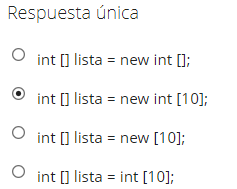 Respuesta única
int [] lista = new int [];
int [] lista = new int [10];
int [] lista = new [10];
int [] lista = int [10];